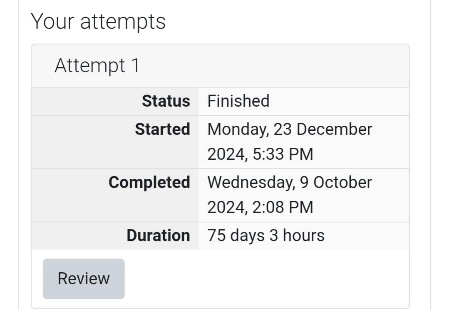 Your attempts
Attempt 1
Status Finished
Started Monday, 23 December
2024, 5:33 PM
Completed Wednesday, 9 October
2024, 2:08 PM
Duration 75 days 3 hours
Review